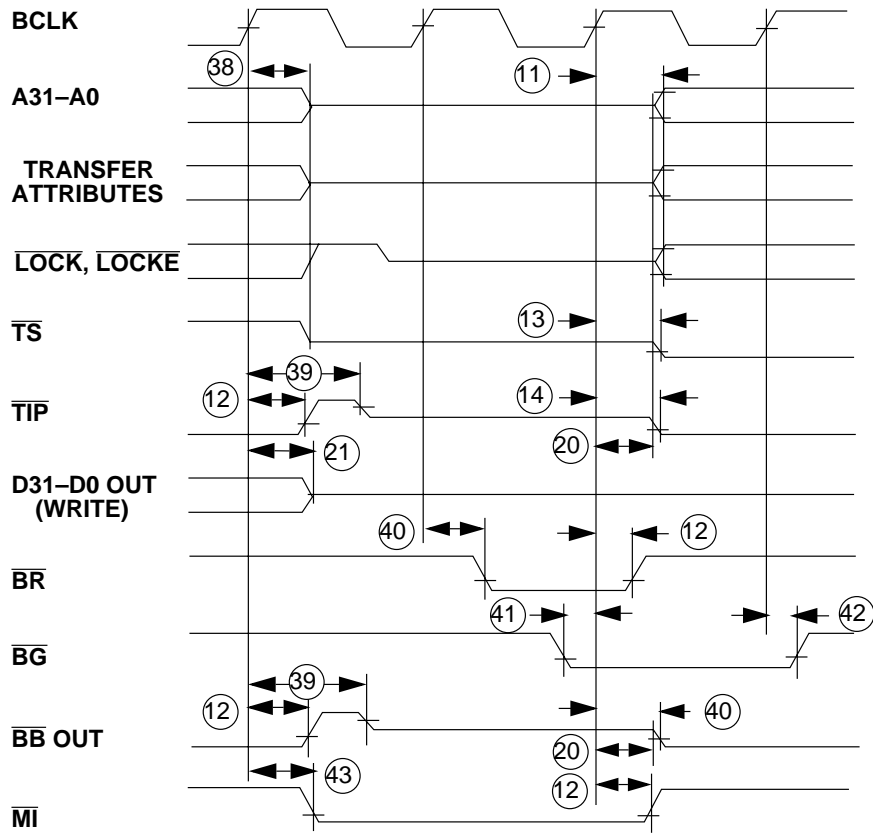 BCLK
38
11
A31–A0
TRANSFER
ATTRIBUTES
LOCK, LOCKE
13
TS
39
12
14
TIP
21
20
D31–D0 OUT
(WRITE)
40
12
BR
41
42
BG
39
12
40
BB OUT
20
43
12
MI